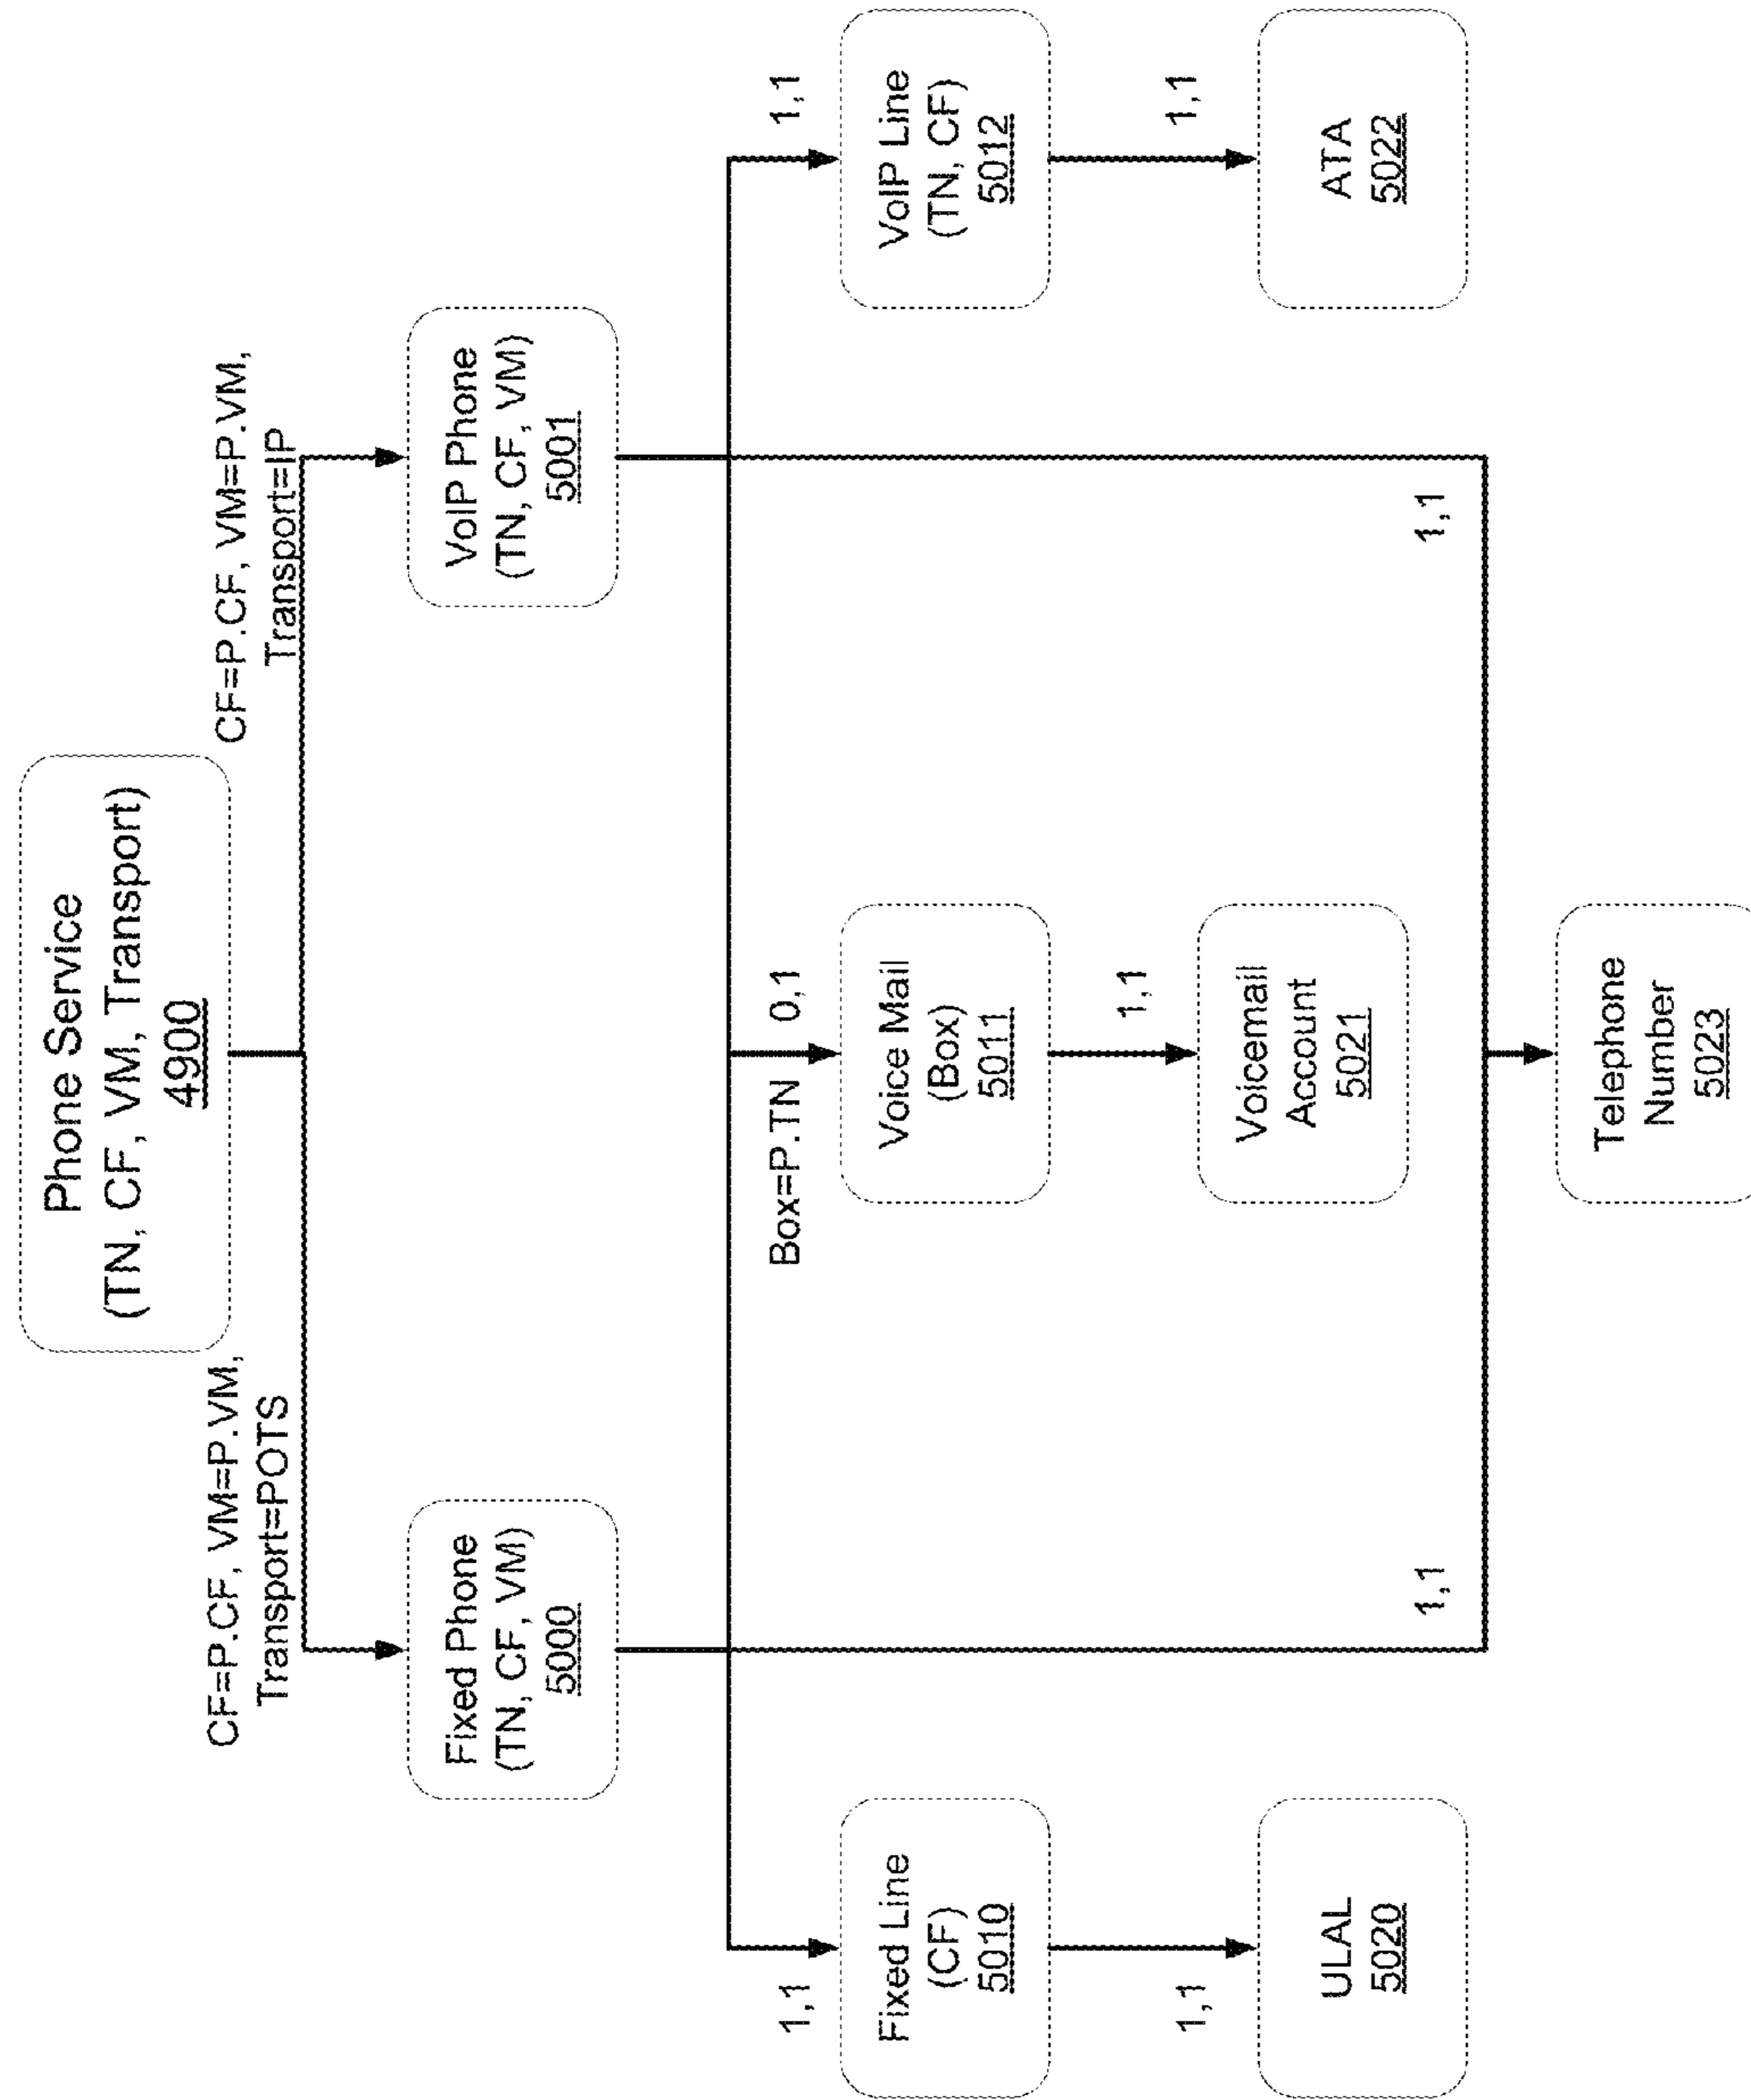 Phone Service
(TN, CF, VM, Transport)
4900
CF=P.CF, VM=P.VM,
Transport=POTS
CF=P.CF, VM=P.VM,
Transport=IP
Fixed Phone
(TN, CF, VM)
5000
VoIP Phone
(TN, CF, VM)
5001
1,1
Box=P.TN 0,1
1,1
Fixed Line
(CF)
5010
Voice Mail
(Box)
5011
VoIP Line
(TN, CF)
5012
1,1
1,1
1,1
ULAL
5020
Voicemail
Account
5021
ATA
5022
1,1
1,1
Telephone
Number
5023